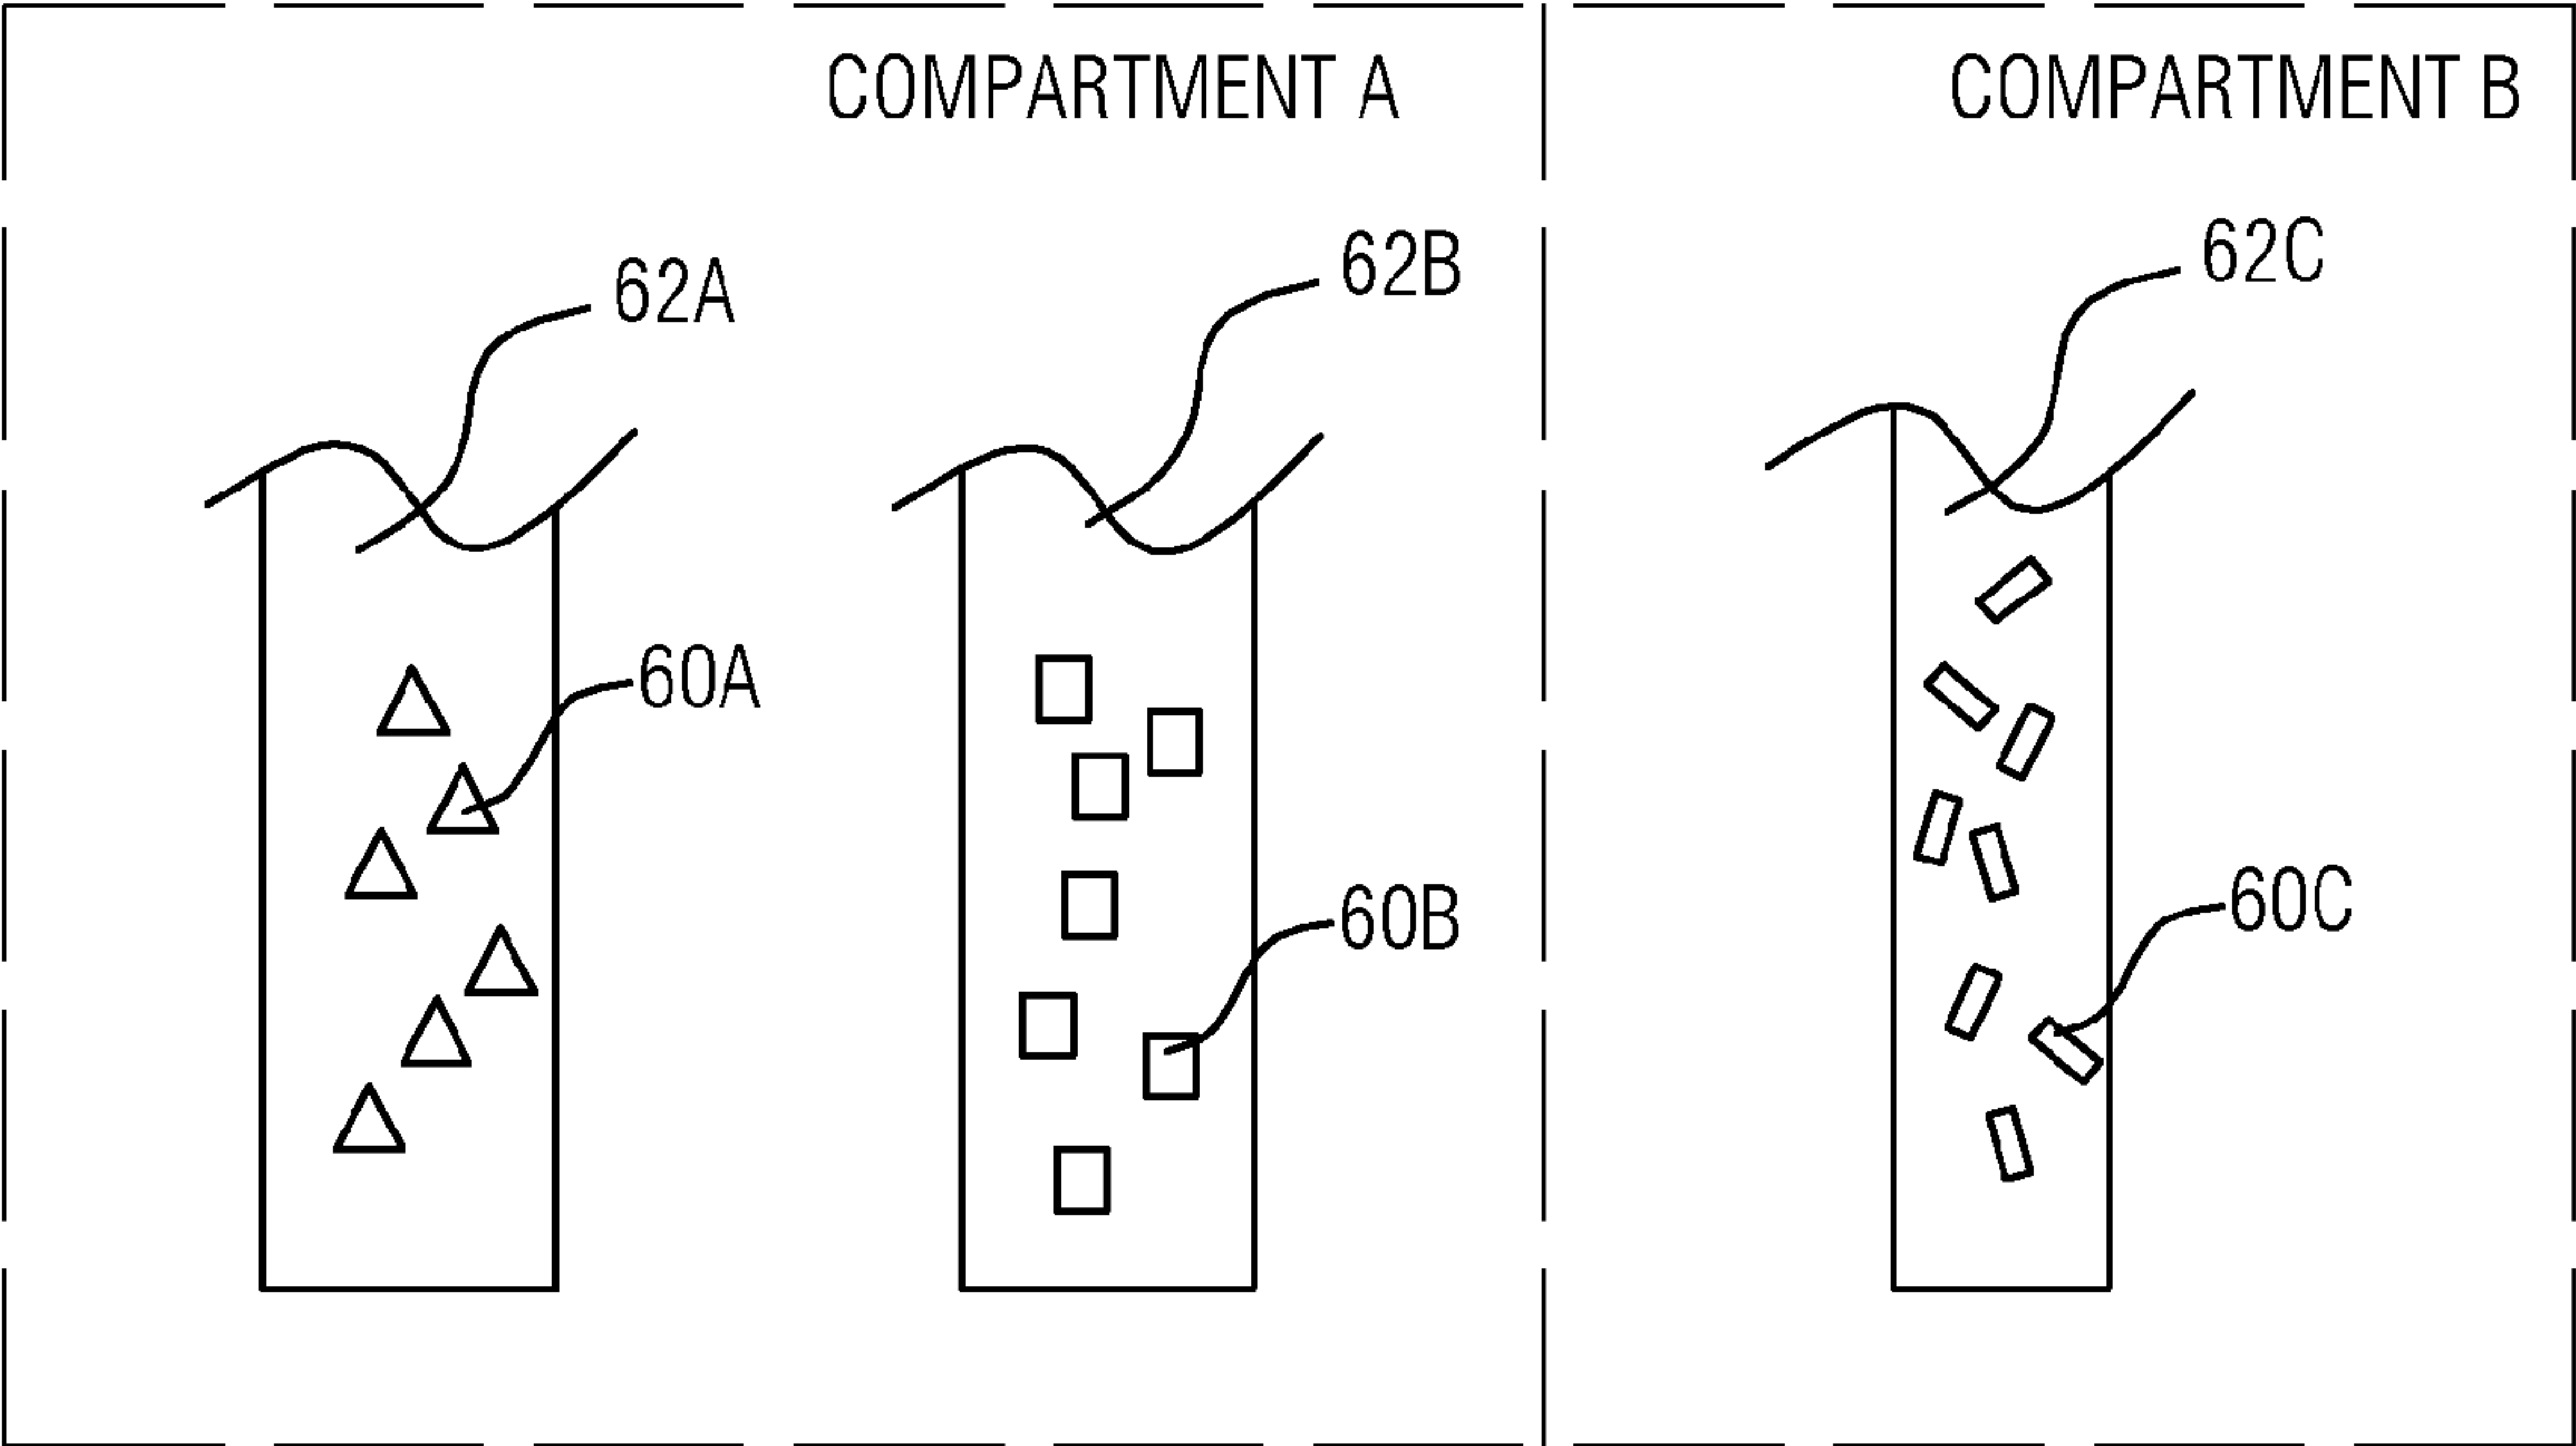 COMPARTMENT A
COMPARTMENT B
62A
62B
62C
60A
60B
60C